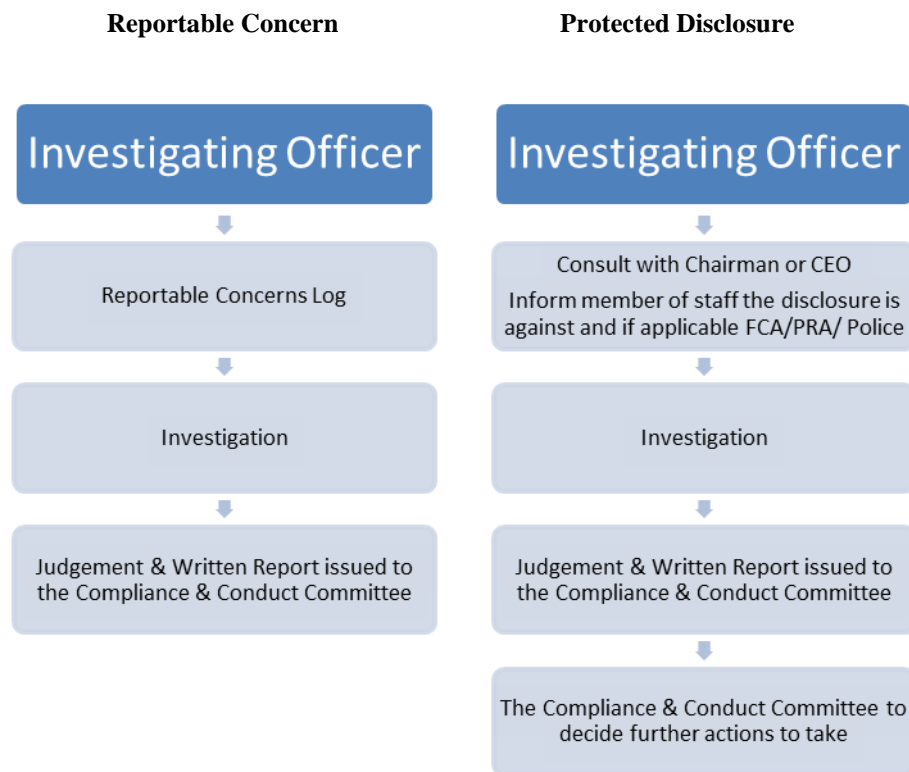 Reportable Concern
Protected Disclosure
Investigating Officer
Reportable Concerns Log
Investigation
Judgement & Written Report issued to
the Compliance & Conduct Committee
Investigating Officer
Consult with Chairman or CEO
Inform member of staff the disclosure is
against and if applicable FCA/PRA/ Police
Investigation
Judgement & Written Report issued to
the Compliance & Conduct Committee
The Compliance & Conduct Committee to
decide further actions to take